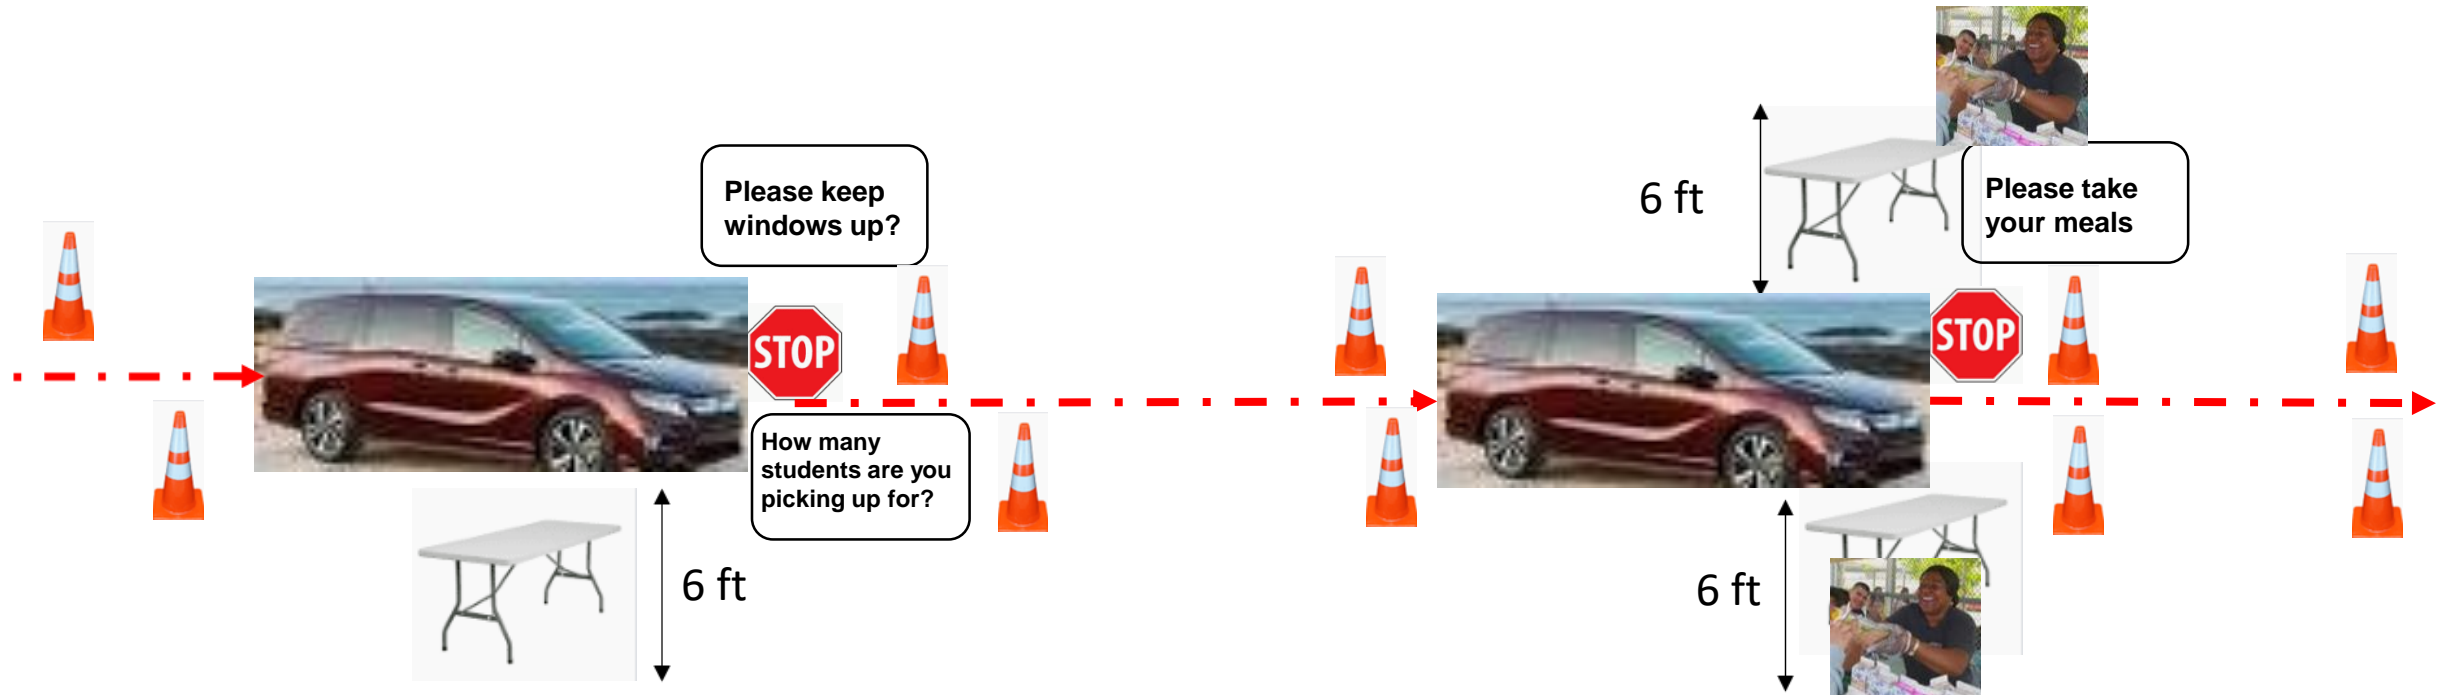 Please keep
windows up?
STOP
How many
students are you
picking up for?
6 ft
6 ft
Please take
your meals
STOP
6 ft